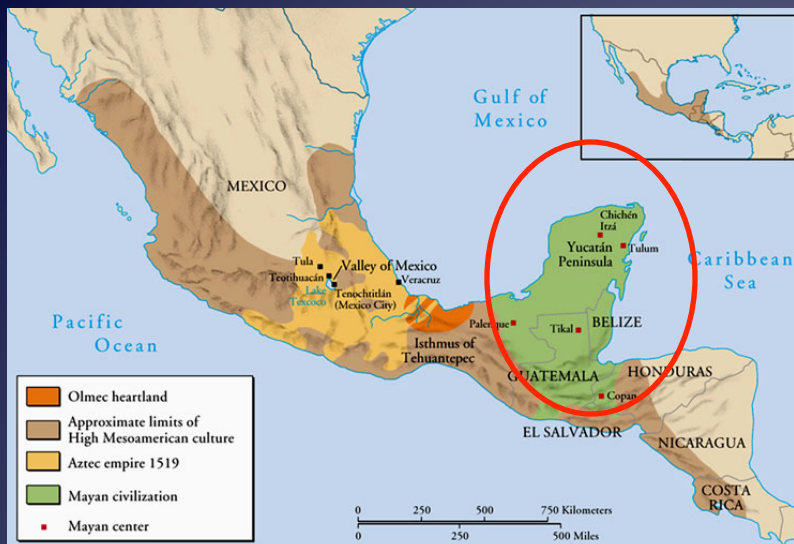 Gulf of
Mexico
MEXICO
Chichén
Itzá
Yucatán
Peninsula
Tulum
Caribbean
Sea
Tula
Valley of Mexico
Teotihuacán
Veracruz
Lake
Texcoco
Tenochtitlán
(Mexico City)
Pacific
Ocean
Palenque
Tikal
BELIZE
Isthmus of
Tehuantepec
GUATEMALA
HONDURAS
Copan
EL SALVADOR
NICARAGUA
COSTA
RICA
Olmec heartland
Approximate limits of
High Mesoamerican culture
Aztec empire 1519
Mayan civilization
Mayan center
0 250 500 750 Kilometers
0 250 500 Miles